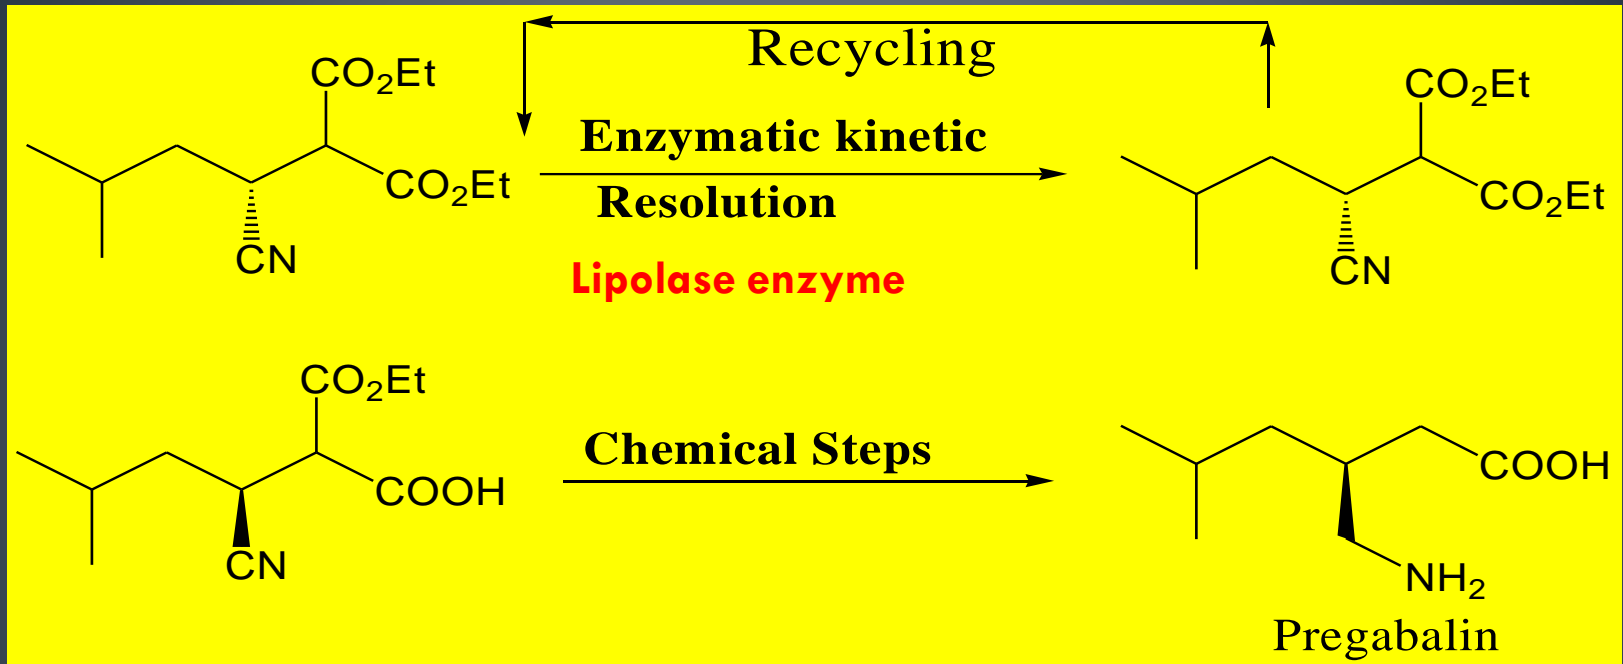 Recycling
CO2Et
CO2Et
CN
Enzymatic kinetic
Resolution
Lipolase enzyme
CO2Et
CO2Et
CN
CO2Et
COOH
CN
Chemical Steps
COOH
NH2
Pregabalin